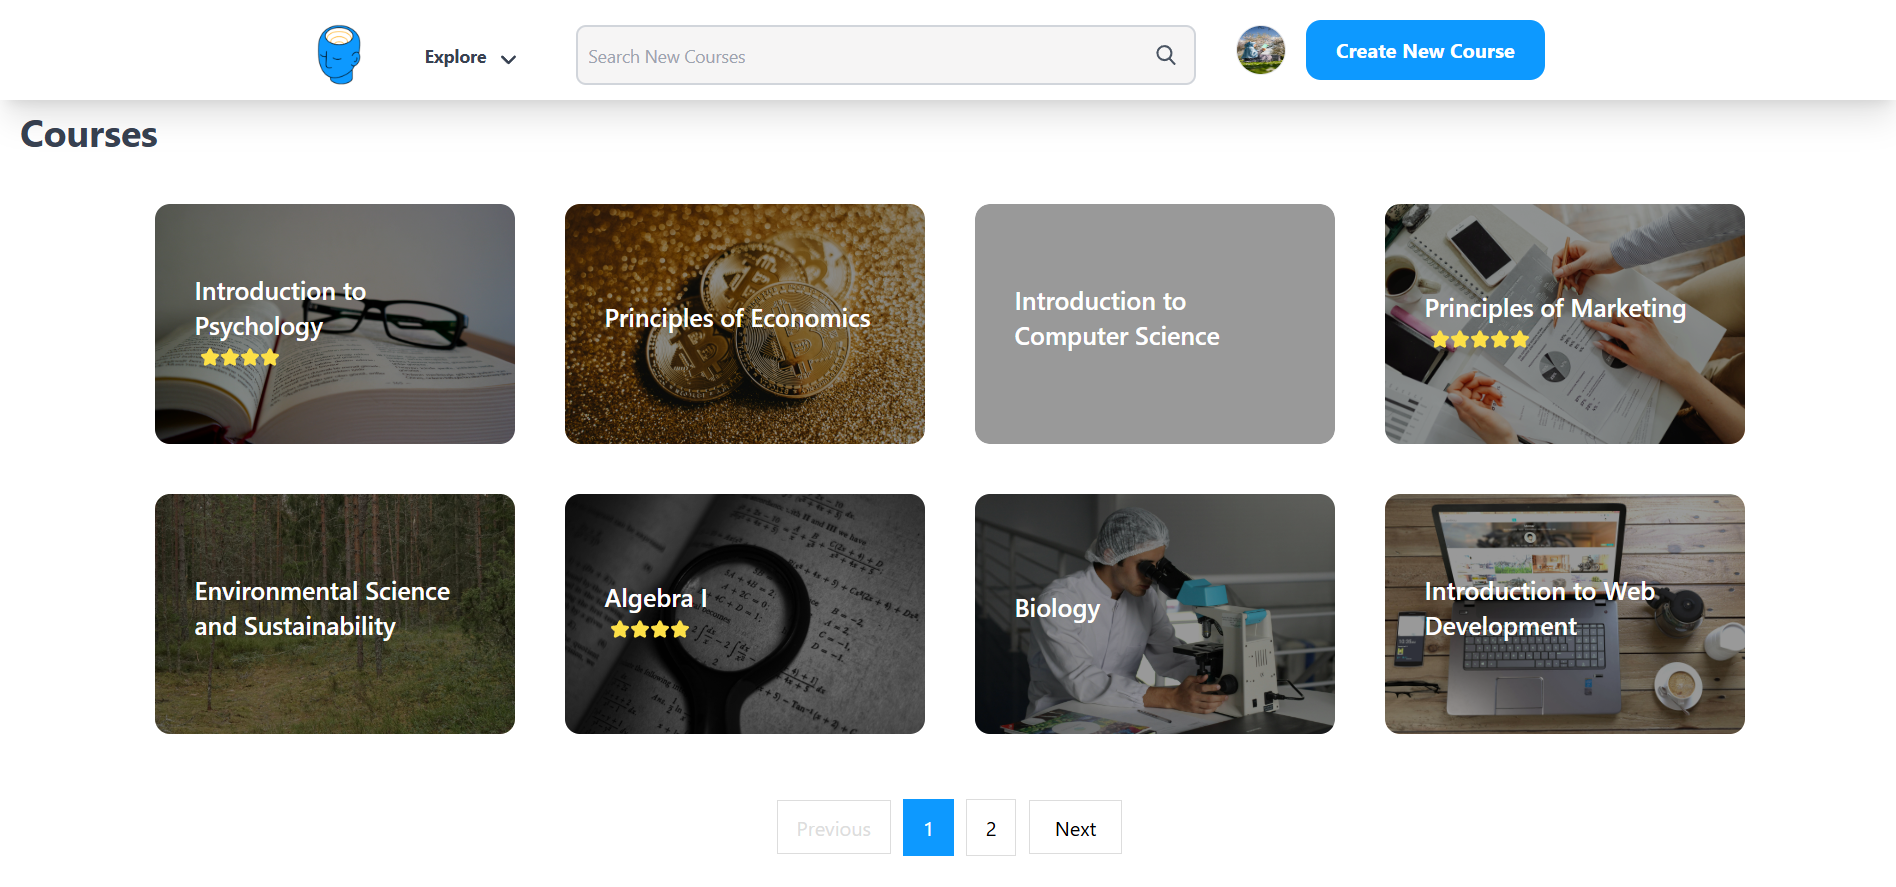 Explore
Search New Courses
Create New Course
Courses
Introduction to
Psychology
Principles of Economics
Introduction to
Computer Science
Principles of Marketing
Environmental Science
and Sustainability
Algebra I
Biology
Introduction to Web
Development
Previous
1
2
Next